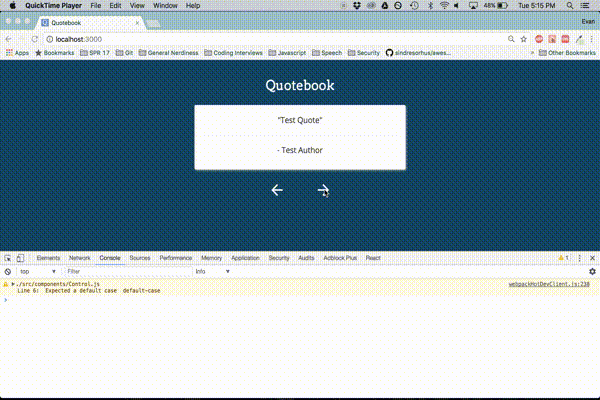 QuickTime Player File Edit View Window Help 48% Tue 5:15 PM
Quotebook Evan
localhost:3000
Apps Bookmarks SPR 17 Git General Nerdiness Coding Interviews Javascript Speech Security sindresorhus/awes... » Other Bookmarks
Quotebook
"Test Quote"
- Test Author
Elements Network Console Sources Performance Memory Application Security Audits Adblock Plus React 1
top Filter Info
./src/components/Control.js webpackHotDevClient.js:238
Line 6: Expected a default case default-case